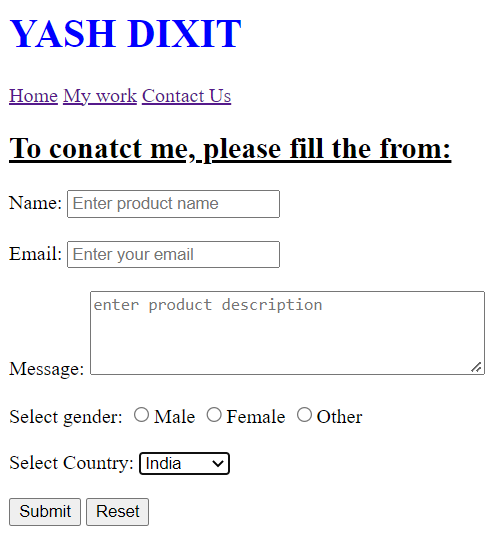 YASH DIXIT
Home My work Contact Us
To conatct me, please fill the from:
Name: Enter product name
Email: Enter your email
enter product description
Message:
Select gender: Male Female Other
Select Country: India
Submit Reset